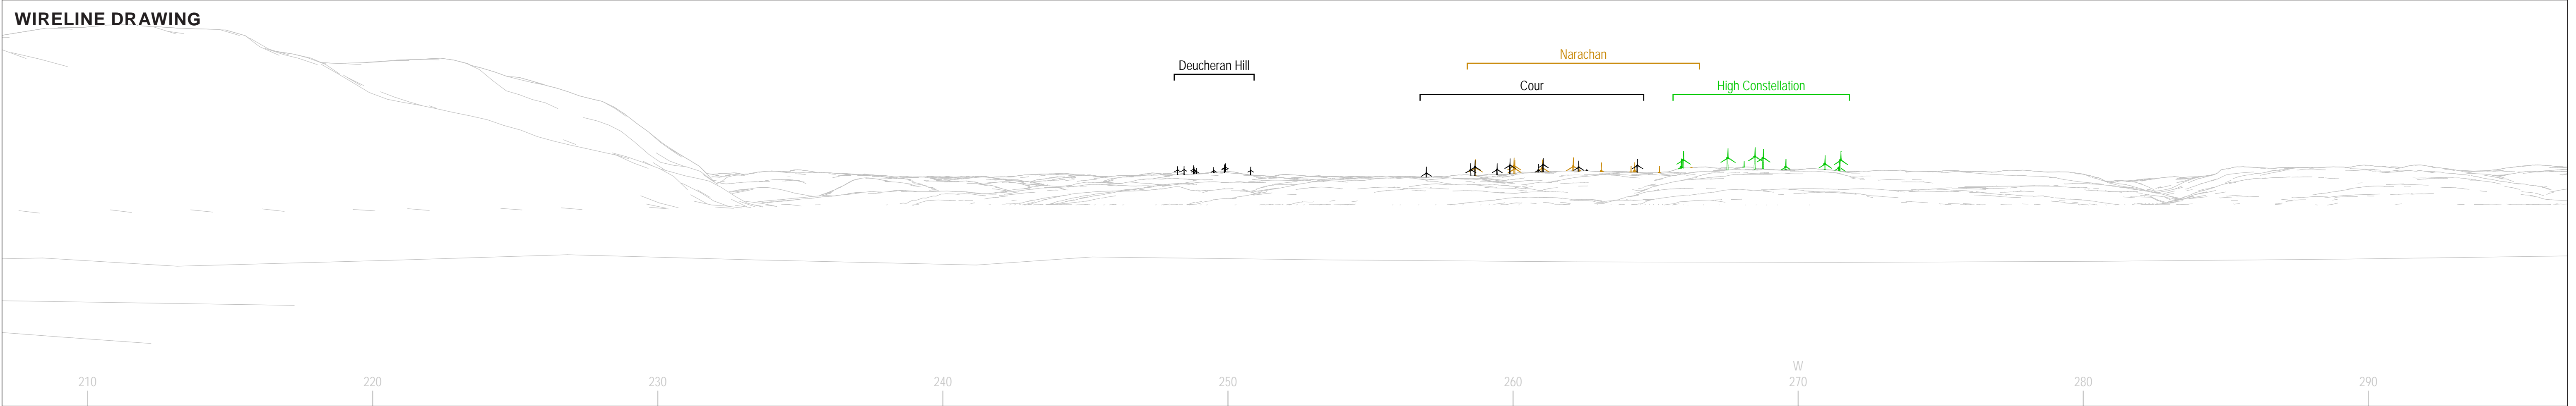 WIRELINE DRAWING
Narachan
Deucheran Hill
Cour
High Constellation
W
210 220 230 240 250 260 270 280 290